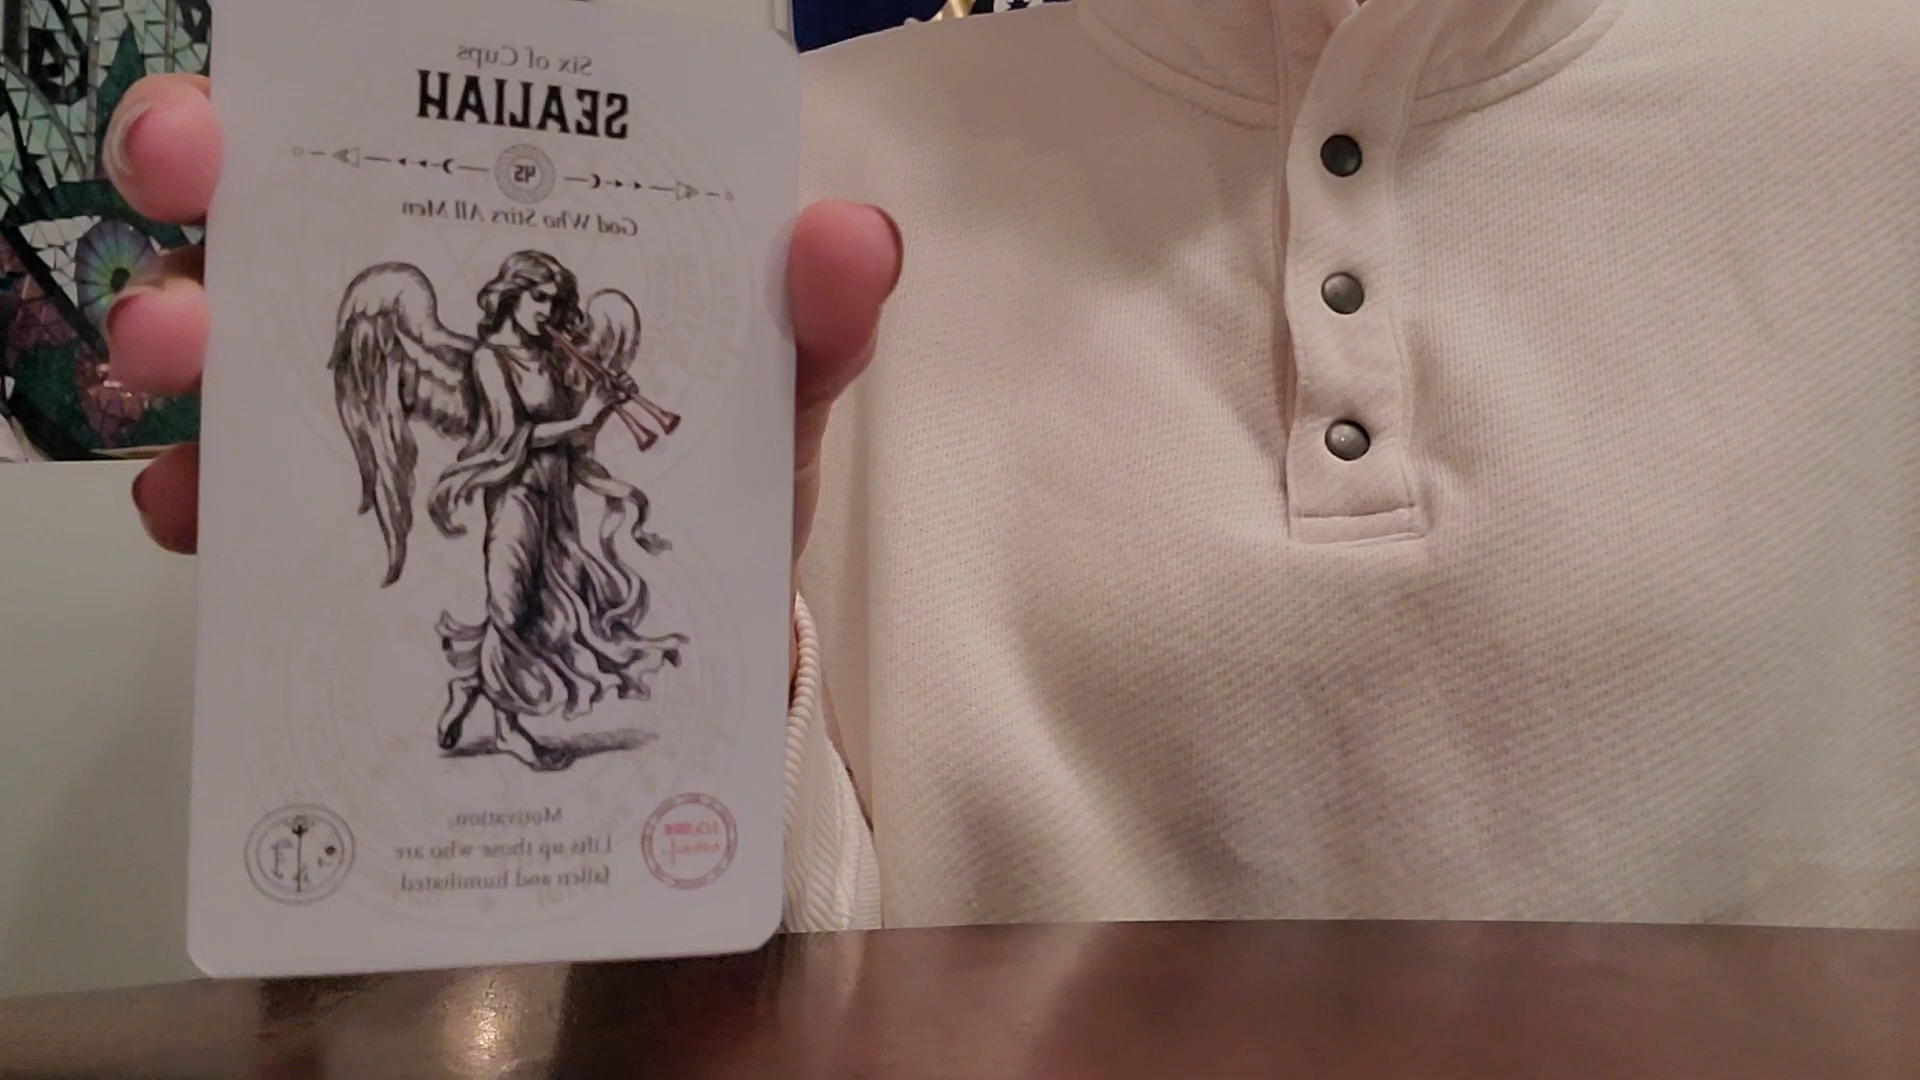 Six of Cups
SEALIAH
45
God Who Stirs All Men
Motivation,
Lifts up those who are
fallen and humiliated